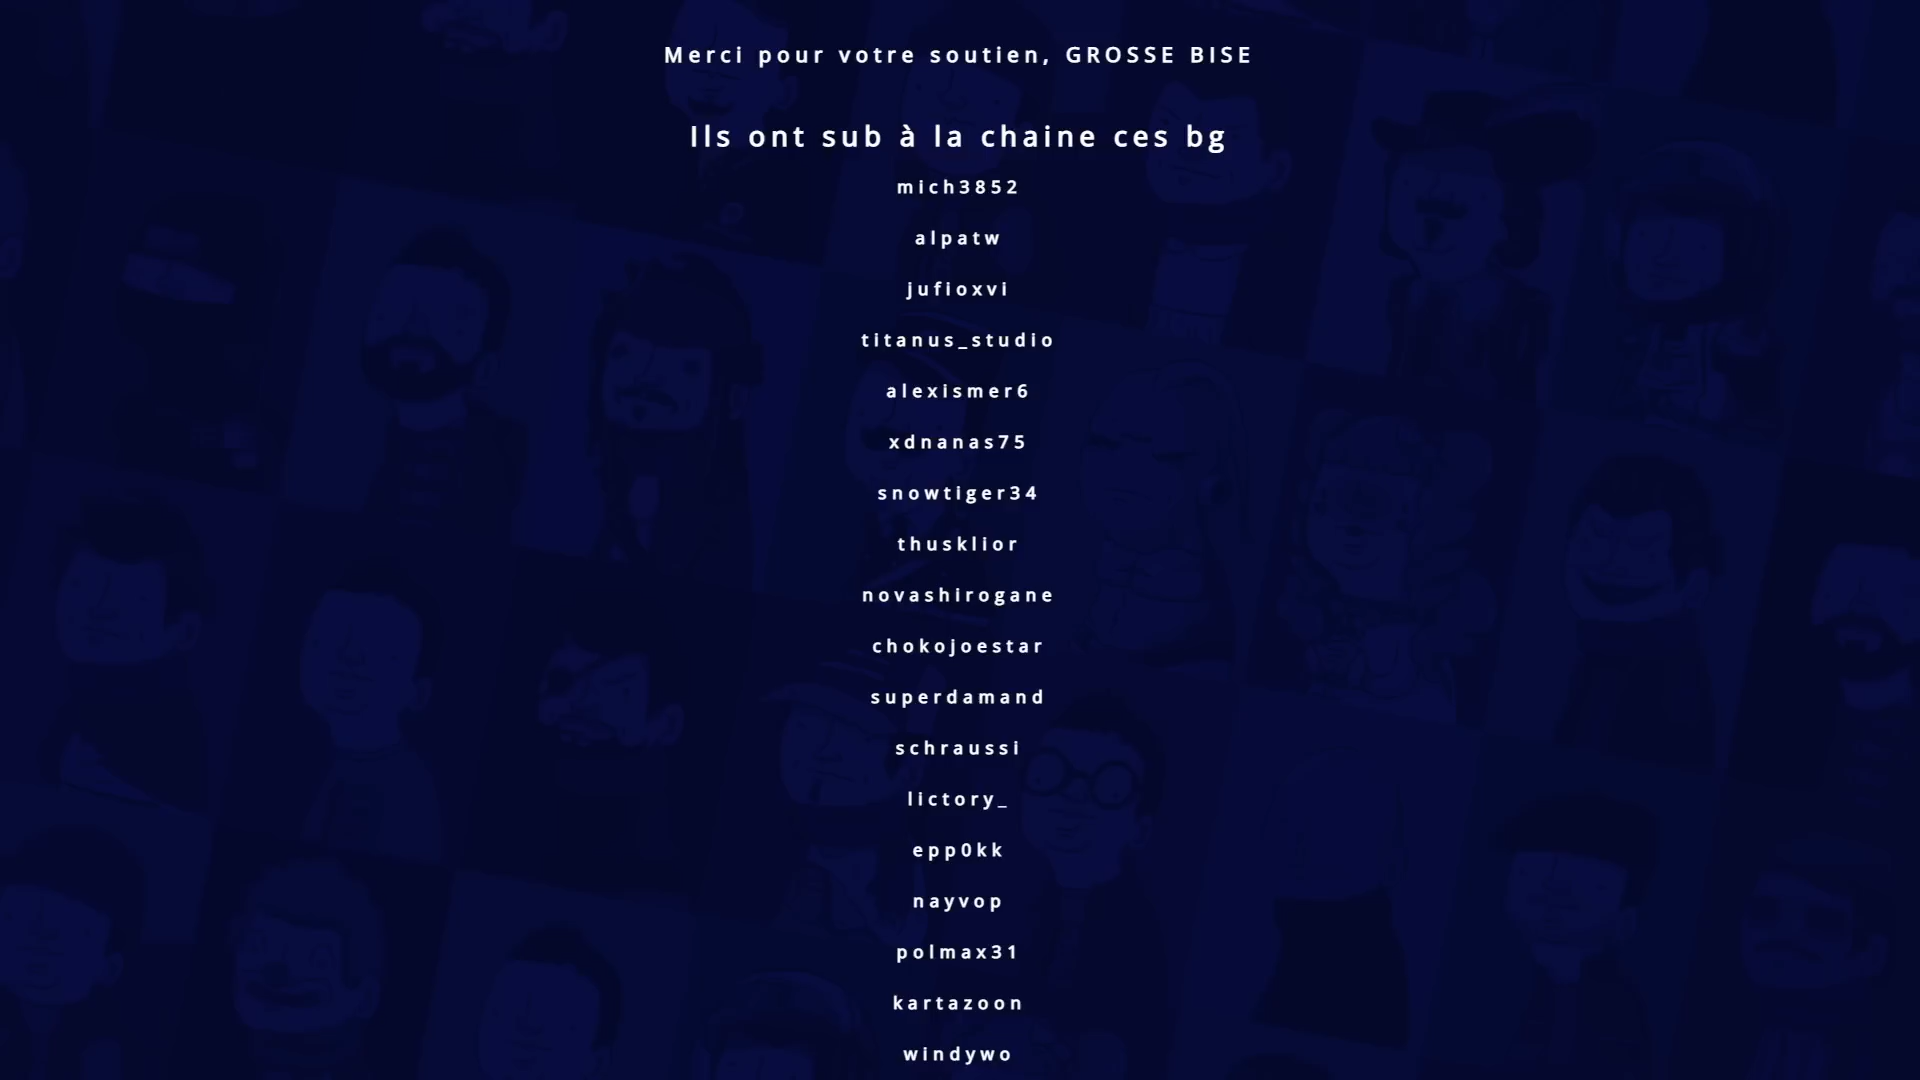 Merci pour votre soutien, GROSSE BISE
Ils ont sub à la chaine ces bg
mich3852
alpatw
jufioxvi
titanus_studio
alexismer6
xdnanas75
snowtiger34
thusklior
novashirogane
chokojoestar
superdamand
schraussi
lictory_
epp0kk
nayvop
polmax31
kartazoon
windywo